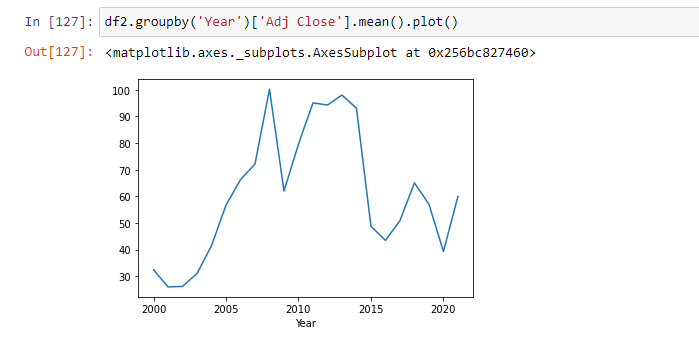 In [127]: df2.groupby('Year')['Adj Close'].mean().plot()
Out[127]: <matplotlib.axes._subplots.AxesSubplot at 0x256bc827460>
100
90
80
70
60
50
40
30
2000 2005 2010 2015 2020
Year